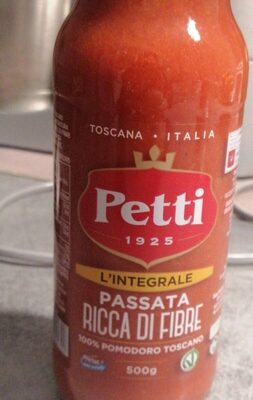 TOSCANA • ITALIA
Petti
1925
L'INTEGRALE
PASSATA
RICCA DI FIBRE
100% POMODORO TOSCANO
500g